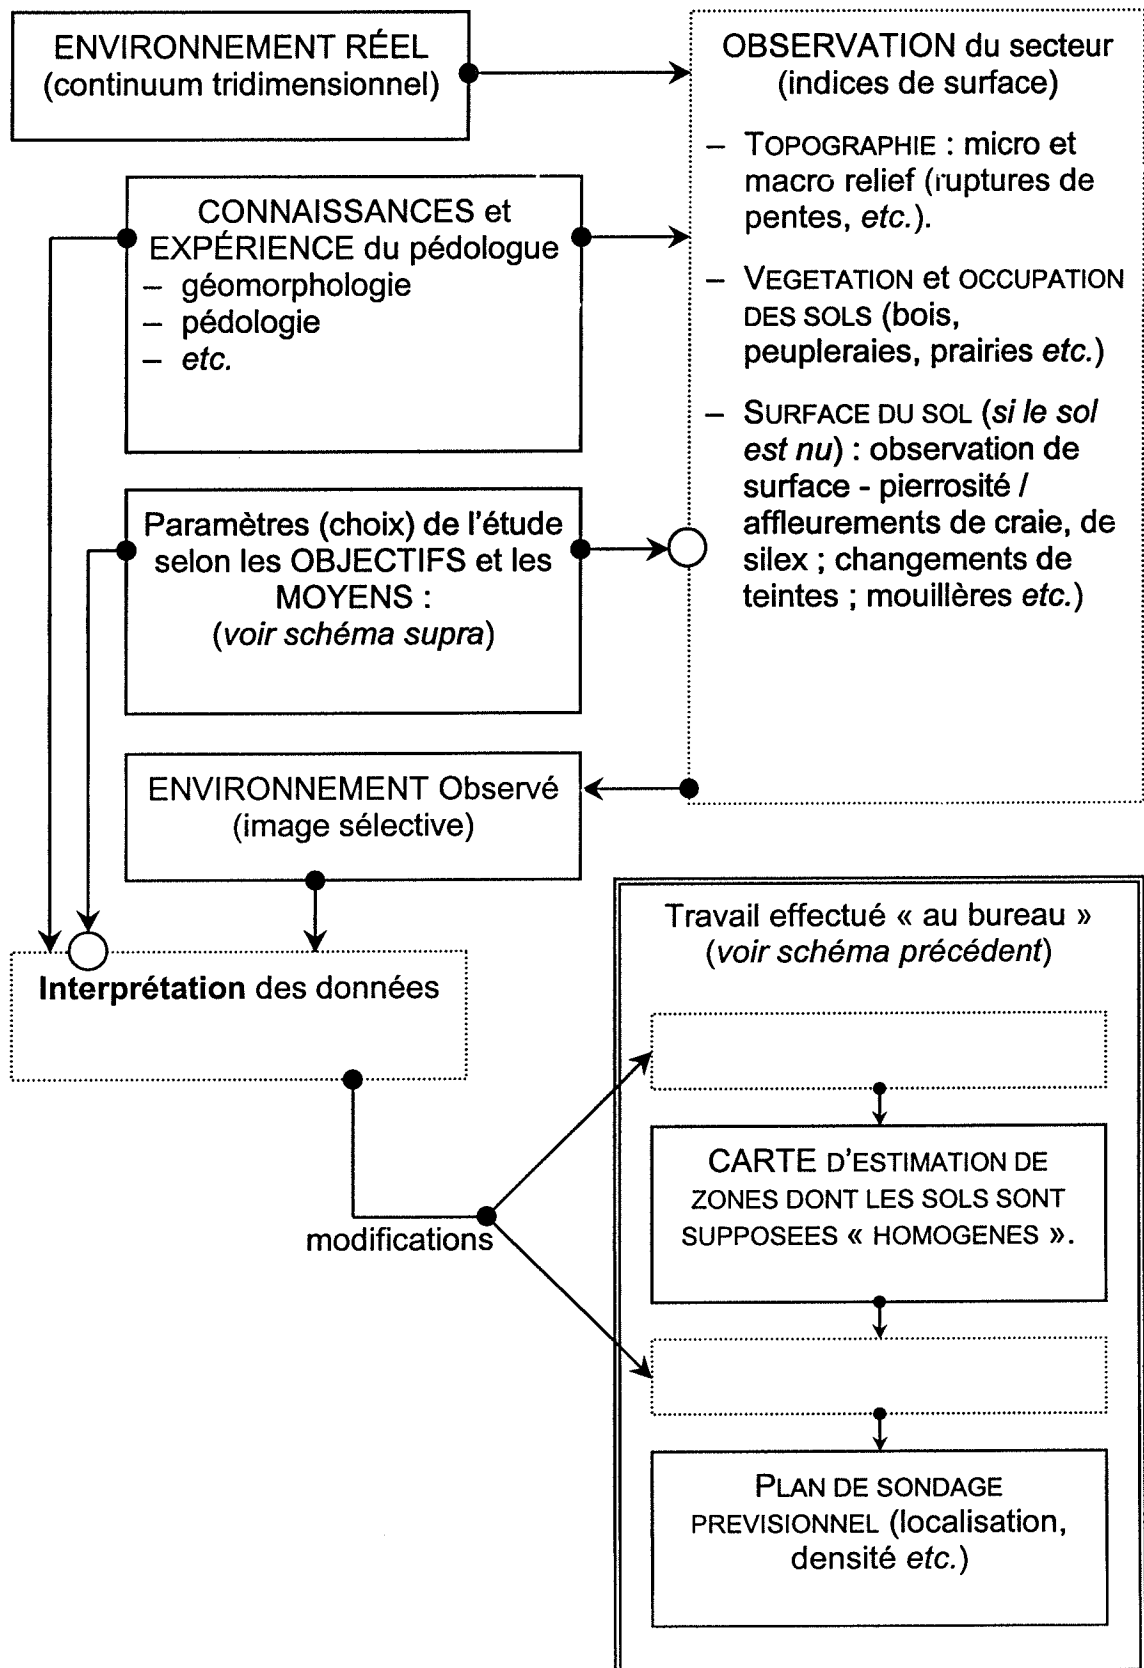 ENVIRONNEMENT RÉEL
(continuum tridimensionnel)
OBSERVATION du secteur
(indices de surface)
– TOPOGRAPHIE : micro et
macro relief (ruptures de
pentes, etc.).
– VEGETATION et OCCUPATION
DES SOLS (bois,
peupleraies, prairies etc.)
– SURFACE DU SOL (si le sol
est nu) : observation de
surface - pierrosité /
affleurements de craie, de
silex ; changements de
teintes ; mouillères etc.)
CONNAISSANCES et
EXPÉRIENCE du pédologue
– géomorphologie
– pédologie
– etc.
Paramètres (choix) de l'étude
selon les OBJECTIFS et les
MOYENS :
(voir schéma supra)
ENVIRONNEMENT Observé
(image sélective)
Interprétation des données
modifications
Travail effectué « au bureau »
(voir schéma précédent)
CARTE D'ESTIMATION DE
ZONES DONT LES SOLS SONT
SUPPOSEES « HOMOGENES ».
PLAN DE SONDAGE
PREVISIONNEL (localisation,
densité etc.)